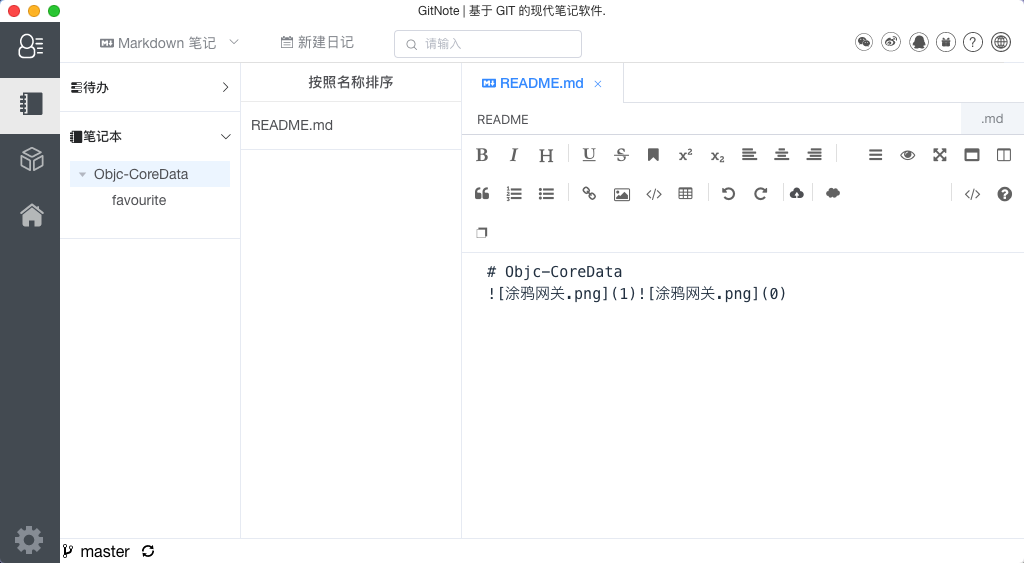 GitNote | 基于 GIT 的现代笔记软件.
Markdown 笔记
新建日记
请输入
待办
笔记本
Objc-CoreData
favourite
按照名称排序
README.md
README.md ×
README
.md
B I H U S x² x₂
# Objc-CoreData
![涂鸦网关.png](1)![涂鸦网关.png](0)
master